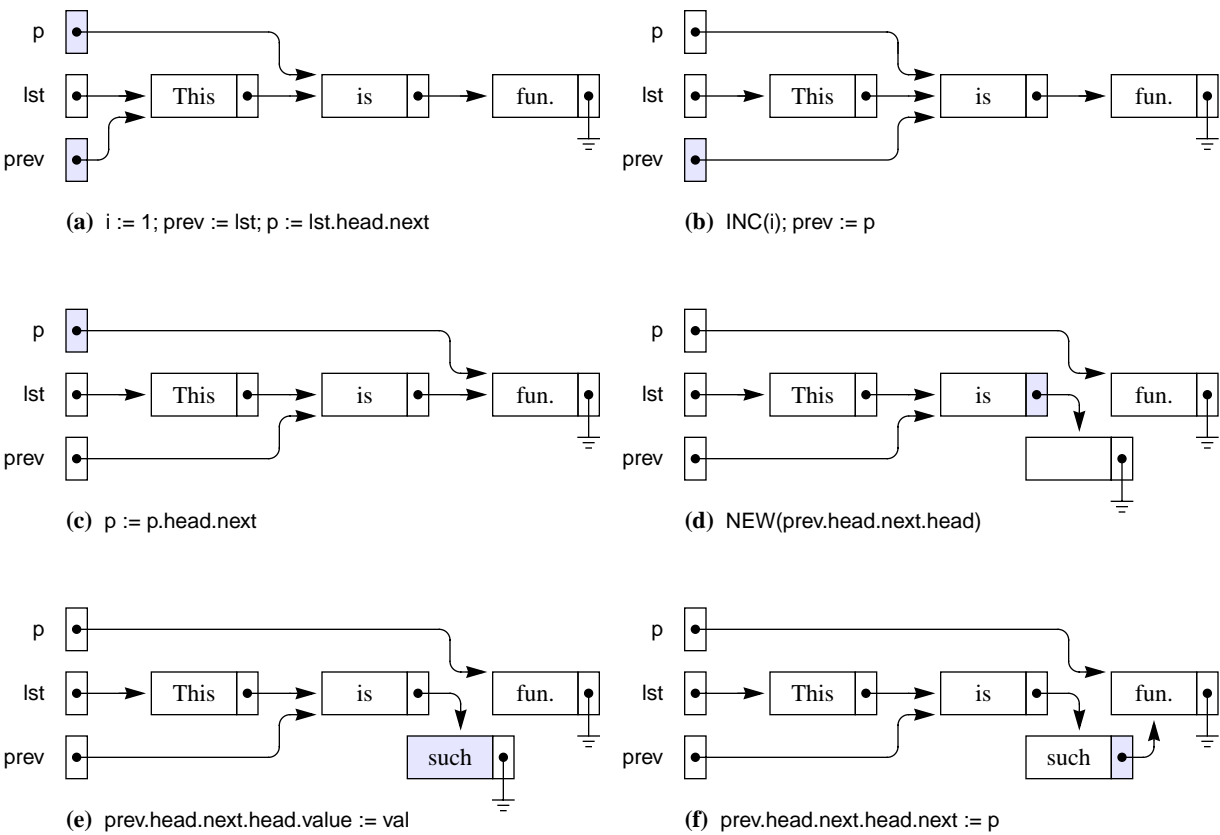 p
lst This is fun.
prev
(a) i := 1; prev := lst; p := lst.head.next
p
lst This is fun.
prev
(b) INC(i); prev := p
p
lst This is fun.
prev
(c) p := p.head.next
p
lst This is fun.
prev
(d) NEW(prev.head.next.head)
p
lst This is fun.
prev such
(e) prev.head.next.head.value := val
p
lst This is fun.
prev such
(f) prev.head.next.head.next := p